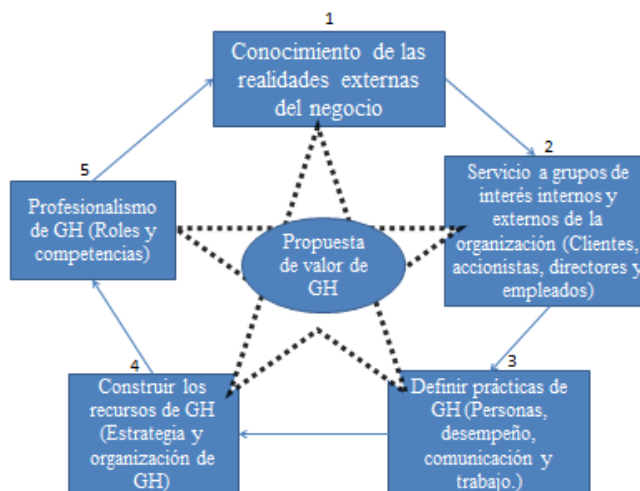 1
Conocimiento de las
realidades externas
del negocio
2
Servicio a grupos de
interés internos y
externos de la
organización (Clientes,
accionistas, directores y
empleados)
3
Definir prácticas de
GH (Personas,
desempeño,
comunicación y
trabajo.)
4
Construir los
recursos de GH
(Estrategia y
organización de
GH)
5
Profesionalismo
de GH (Roles y
competencias)
Propuesta
de valor de
GH